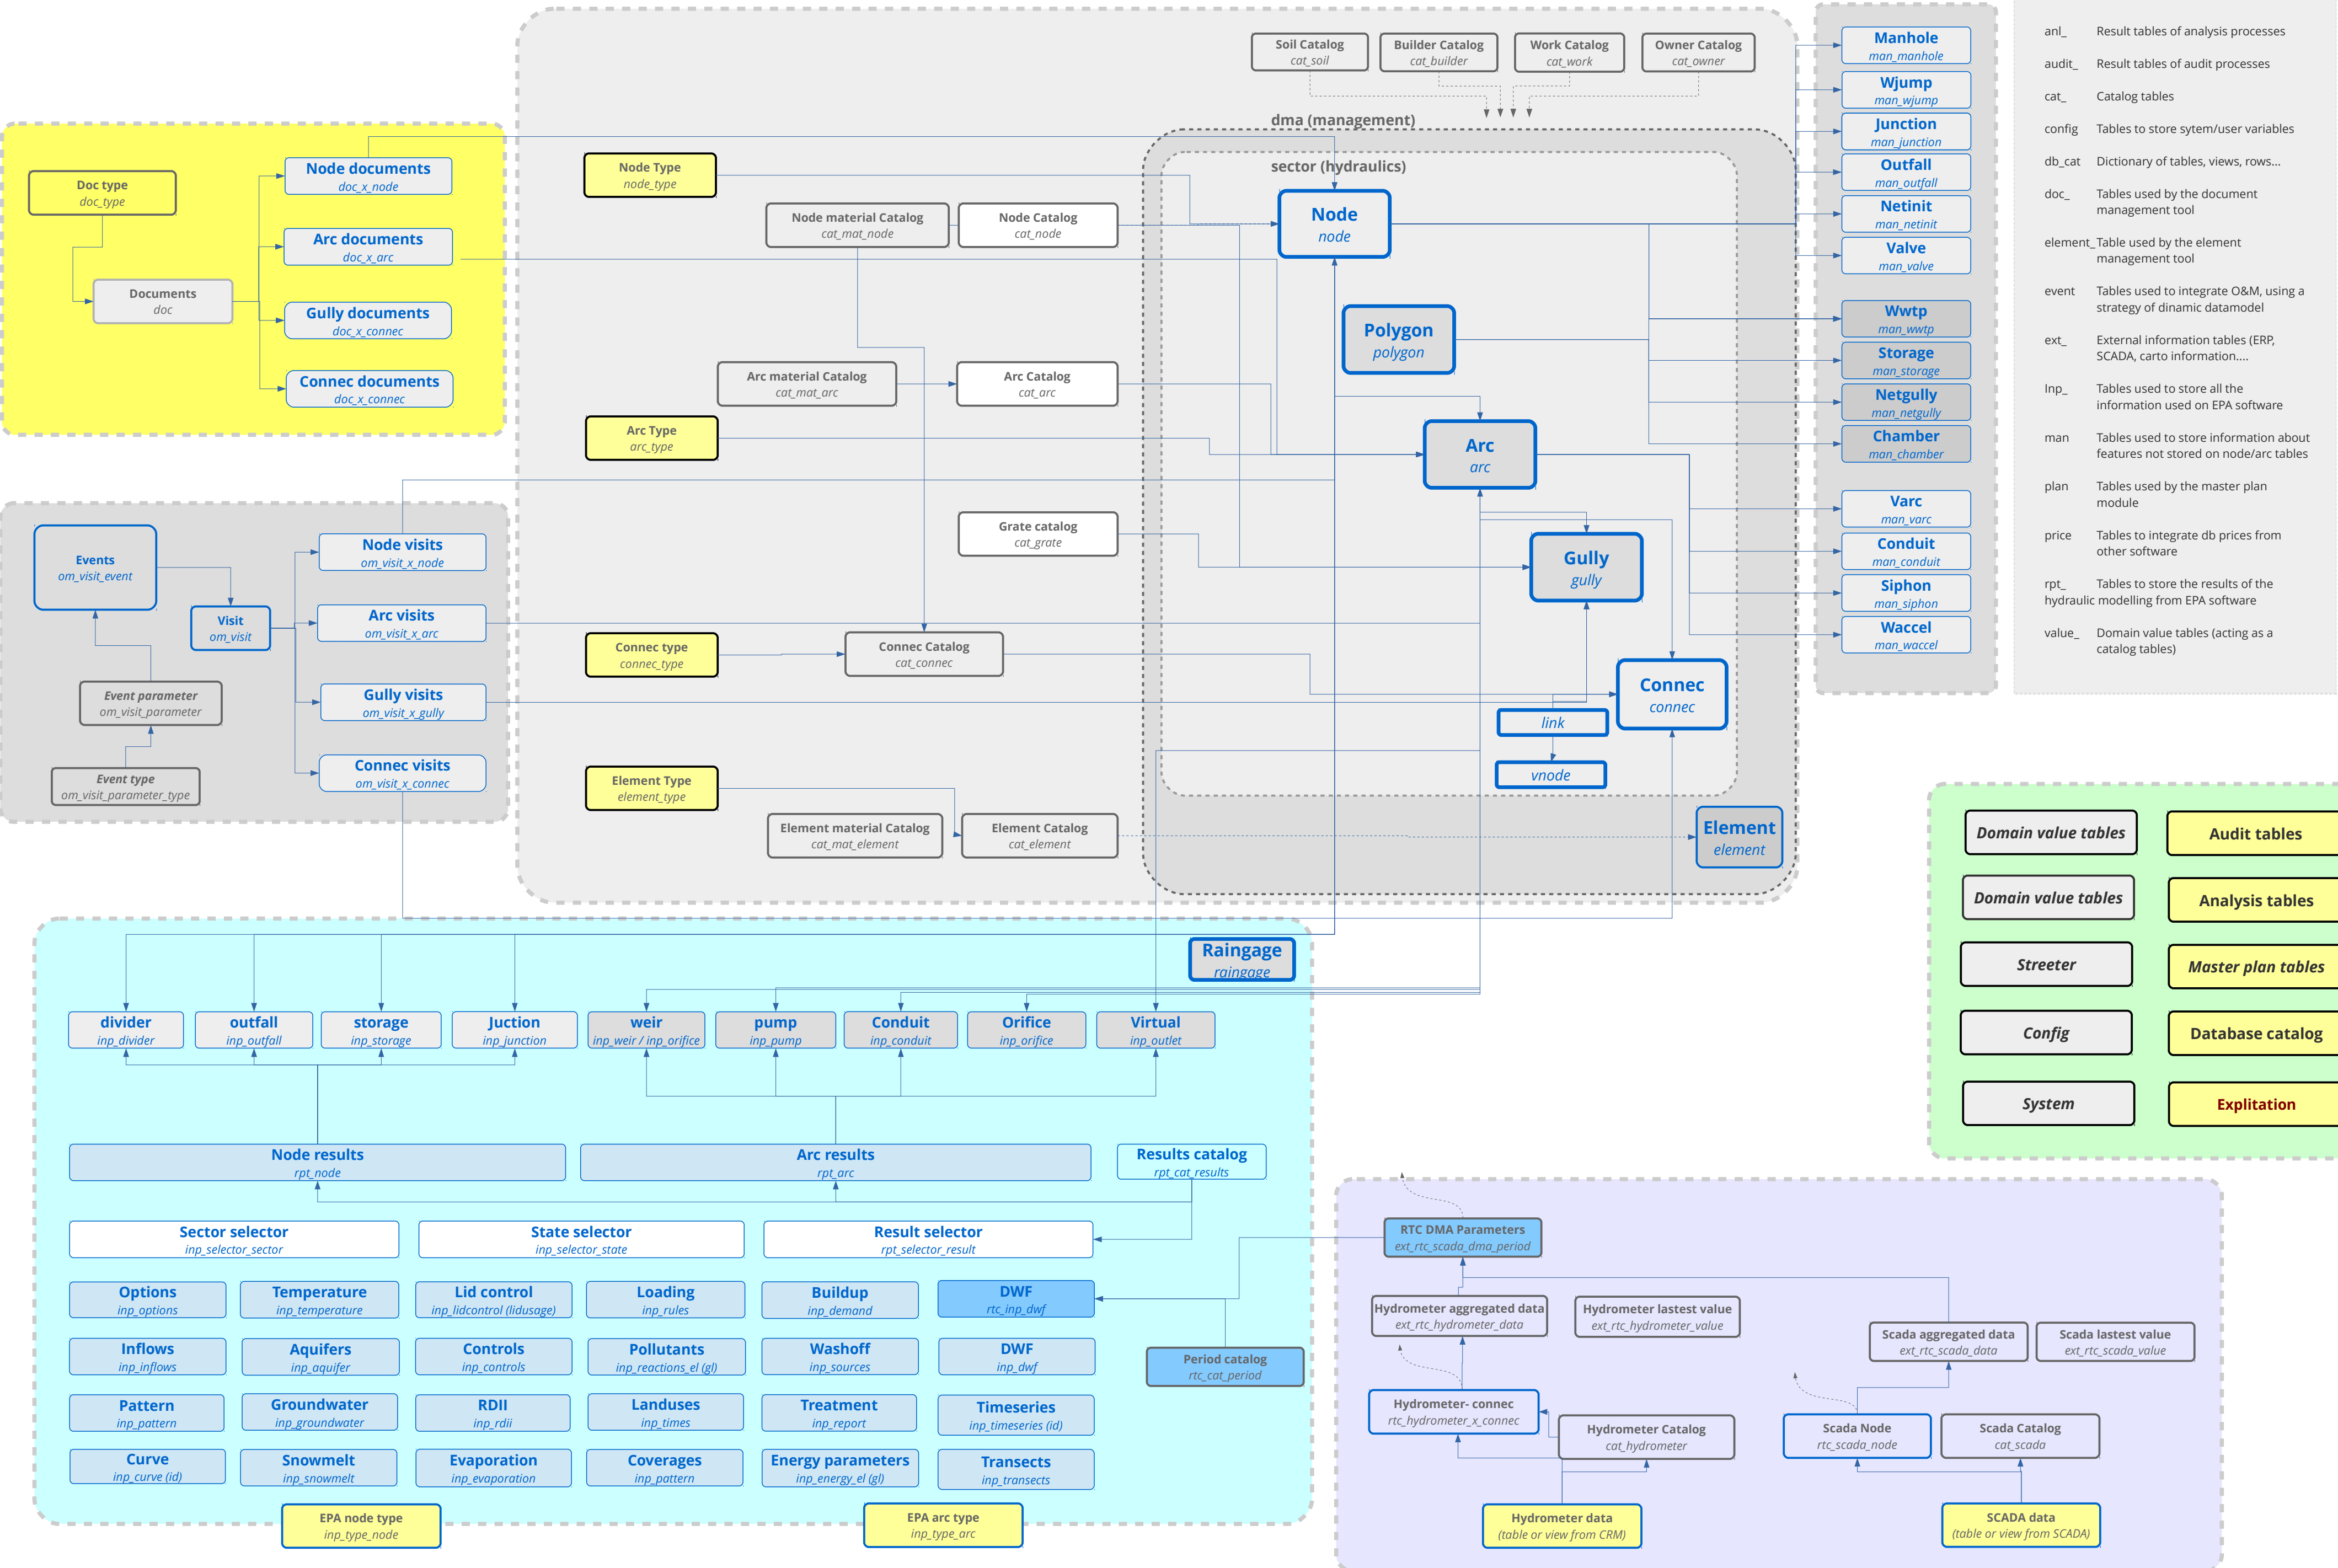 Soil Catalog
cat_soil
Builder Catalog
cat_builder
Work Catalog
cat_work
Owner Catalog
cat_owner
dma (management)
sector (hydraulics)
Doc type
doc_type
Documents
doc
Node documents
doc_x_node
Arc documents
doc_x_arc
Gully documents
doc_x_connec
Connec documents
doc_x_connec
Node Type
node_type
Node material Catalog
cat_mat_node
Node Catalog
cat_node
Arc material Catalog
cat_mat_arc
Arc Catalog
cat_arc
Arc Type
arc_type
Grate catalog
cat_grate
Connec type
connec_type
Connec Catalog
cat_connec
Element Type
element_type
Element material Catalog
cat_mat_element
Element Catalog
cat_element
Node
node
Polygon
polygon
Arc
arc
Gully
gully
Connec
connec
link
vnode
Element
element
Manhole
man_manhole
Wjump
man_wjump
Junction
man_junction
Outfall
man_outfall
Netinit
man_netinit
Valve
man_valve
Wwtp
man_wwtp
Storage
man_storage
Netgully
man_netgully
Chamber
man_chamber
Varc
man_varc
Conduit
man_conduit
Siphon
man_siphon
Waccel
man_waccel
anl_ Result tables of analysis processes
audit_ Result tables of audit processes
cat_ Catalog tables
config Tables to store sytem/user variables
db_cat Dictionary of tables, views, rows...
doc_ Tables used by the document
management tool
element_ Table used by the element
management tool
event Tables used to integrate O&M, using a
strategy of dinamic datamodel
ext_ External information tables (ERP,
SCADA, carto information....
Inp_ Tables used to store all the
information used on EPA software
man Tables used to store information about
features not stored on node/arc tables
plan Tables used by the master plan
module
price Tables to integrate db prices from
other software
rpt_ Tables to store the results of the
hydraulic modelling from EPA software
value_ Domain value tables (acting as a
catalog tables)
Events
om_visit_event
Visit
om_visit
Event parameter
om_visit_parameter
Event type
om_visit_parameter_type
Node visits
om_visit_x_node
Arc visits
om_visit_x_arc
Gully visits
om_visit_x_gully
Connec visits
om_visit_x_connec
Domain value tables
Audit tables
Domain value tables
Analysis tables
Streeter
Master plan tables
Config
Database catalog
System
Explitation
Raingage
raingage
divider
inp_divider
outfall
inp_outfall
storage
inp_storage
Juction
inp_junction
weir
inp_weir / inp_orifice
pump
inp_pump
Conduit
inp_conduit
Orifice
inp_orifice
Virtual
inp_outlet
Node results
rpt_node
Arc results
rpt_arc
Results catalog
rpt_cat_results
Sector selector
inp_selector_sector
State selector
inp_selector_state
Result selector
rpt_selector_result
Options
inp_options
Temperature
inp_temperature
Lid control
inp_lidcontrol (lidusage)
Loading
inp_rules
Buildup
inp_demand
DWF
rtc_inp_dwf
Inflows
inp_inflows
Aquifers
inp_aquifer
Controls
inp_controls
Pollutants
inp_reactions_el (gl)
Washoff
inp_sources
DWF
inp_dwf
Pattern
inp_pattern
Groundwater
inp_groundwater
RDII
inp_rdii
Landuses
inp_times
Treatment
inp_report
Timeseries
inp_timeseries (id)
Curve
inp_curve (id)
Snowmelt
inp_snowmelt
Evaporation
inp_evaporation
Coverages
inp_pattern
Energy parameters
inp_energy_el (gl)
Transects
inp_transects
EPA node type
inp_type_node
EPA arc type
inp_type_arc
Period catalog
rtc_cat_period
RTC DMA Parameters
ext_rtc_scada_dma_period
Hydrometer aggregated data
ext_rtc_hydrometer_data
Hydrometer lastest value
ext_rtc_hydrometer_value
Scada aggregated data
ext_rtc_scada_data
Scada lastest value
ext_rtc_scada_value
Hydrometer- connec
rtc_hydrometer_x_connec
Hydrometer Catalog
cat_hydrometer
Scada Node
rtc_scada_node
Scada Catalog
cat_scada
Hydrometer data
(table or view from CRM)
SCADA data
(table or view from SCADA)